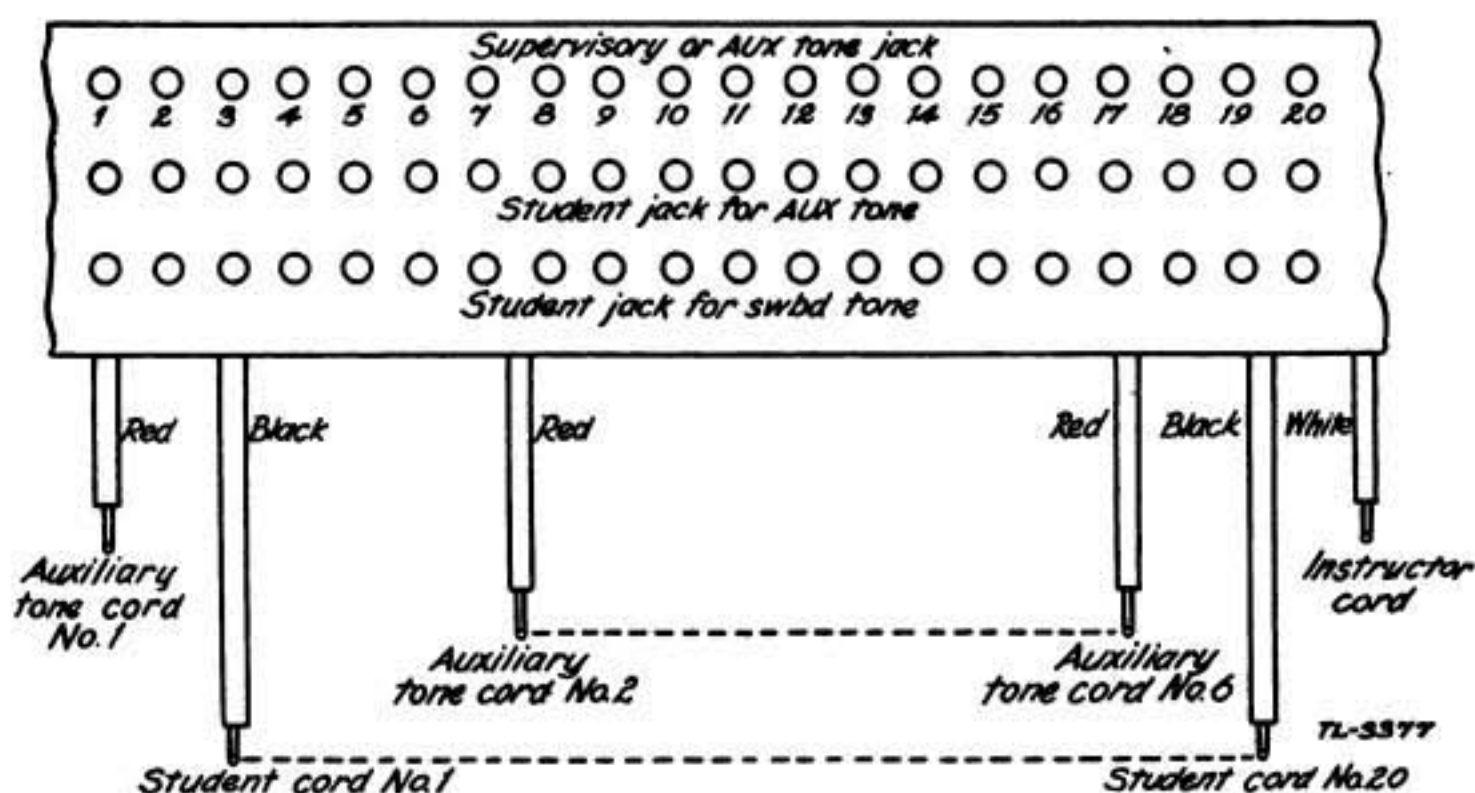 Supervisory or AUX tone jack
1 2 3 4 5 6 7 8 9 10 11 12 13 14 15 16 17 18 19 20
Student jack for AUX tone
Student jack for swbd tone
Red Black Red Red Black White
Auxiliary
tone cord
No.1
Instructor
cord
Auxiliary
tone cord No.2
Auxiliary
tone cord No.6
TL-3377
Student cord No.1
Student cord No.20